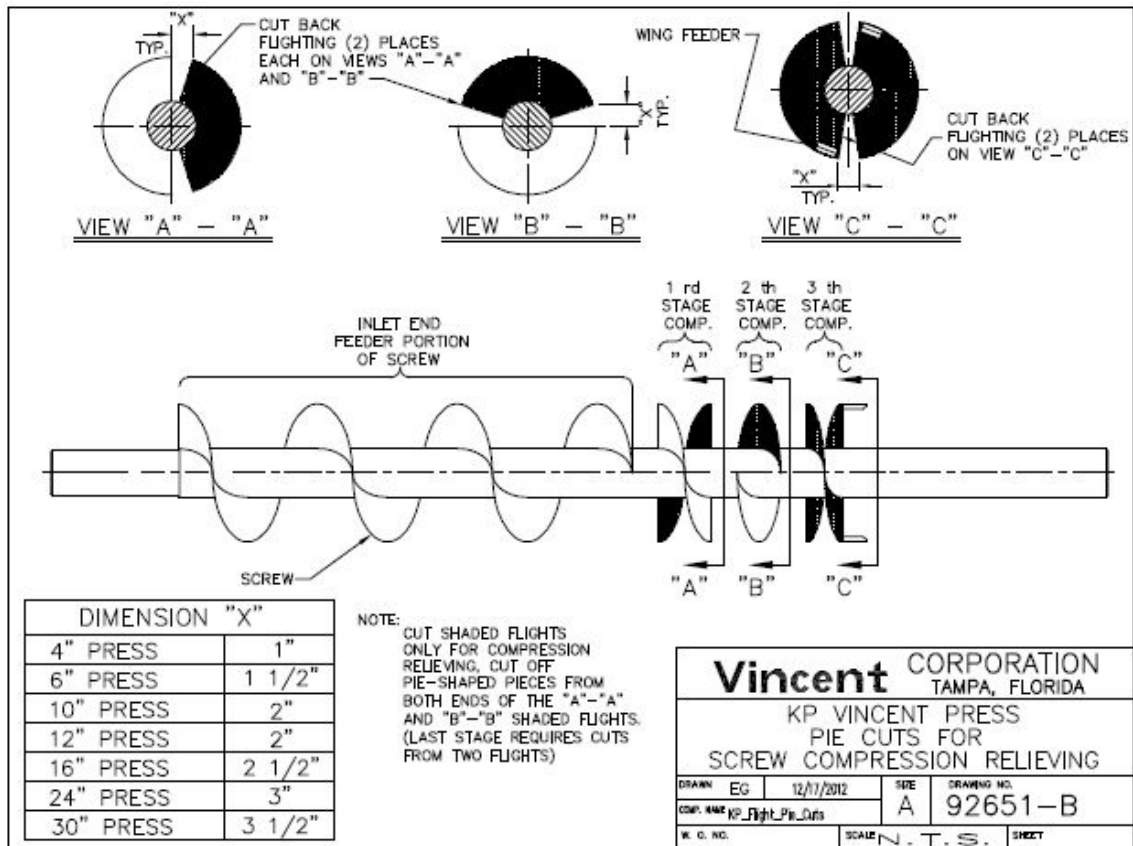 "X"
TYP.
CUT BACK
FLIGHTING (2) PLACES
EACH ON VIEWS "A"-"A"
AND "B"-"B"
VIEW "A" - "A"
"X"
TYP.
VIEW "B" - "B"
WING FEEDER
CUT BACK
FLIGHTING (2) PLACES
ON VIEW "C"-"C"
"X"
TYP.
VIEW "C" - "C"
INLET END
FEEDER PORTION
OF SCREW
1 rd
STAGE
COMP.
2 th
STAGE
COMP.
3 th
STAGE
COMP.
"A"
"B"
"C"
SCREW
"A"
"B"
"C"
DIMENSION "X"
4" PRESS 1"
6" PRESS 1 1/2"
10" PRESS 2"
12" PRESS 2"
16" PRESS 2 1/2"
24" PRESS 3"
30" PRESS 3 1/2"
NOTE:
CUT SHADED FLIGHTS
ONLY FOR COMPRESSION
RELIEVING, CUT OFF
PIE-SHAPED PIECES FROM
BOTH ENDS OF THE "A"-"A"
AND "B"-"B" SHADED FLIGHTS.
(LAST STAGE REQUIRES CUTS
FROM TWO FLIGHTS)
Vincent CORPORATION
TAMPA, FLORIDA
KP VINCENT PRESS
PIE CUTS FOR
SCREW COMPRESSION RELIEVING
DRAWN EG 12/17/2012
SIZE
A
DRAWING NO.
92651-B
COMP. NAME KP_Flight_Pie_Cuts
W. O. NO.
SCALE N.T.S.
SHEET